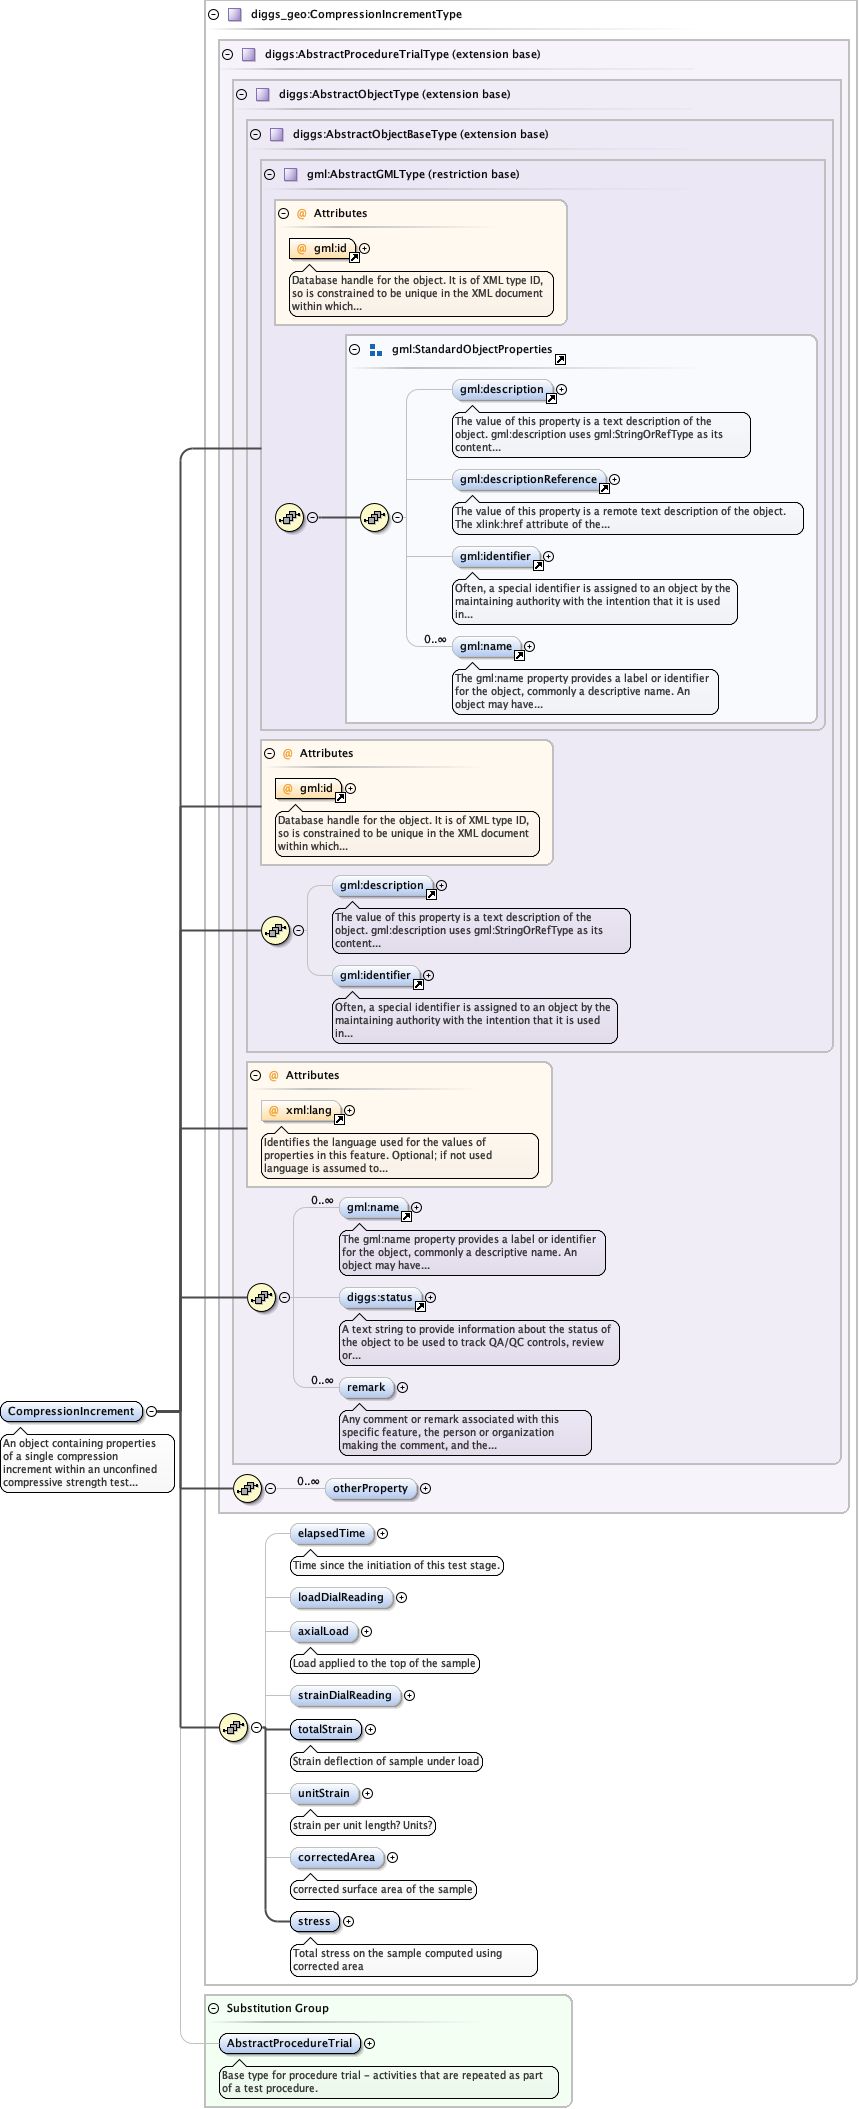 diggs_geo:CompressionIncrementType
diggs:AbstractProcedureTrialType (extension base)
diggs:AbstractObjectType (extension base)
diggs:AbstractObjectBaseType (extension base)
gml:AbstractGMLType (restriction base)
@ Attributes
@ gml:id
Database handle for the object. It is of XML type ID,
so is constrained to be unique in the XML document
within which...
gml:StandardObjectProperties
gml:description
The value of this property is a text description of the
object. gml:description uses gml:StringOrRefType as its
content...
gml:descriptionReference
The value of this property is a remote text description of the object.
The xlink:href attribute of the...
gml:identifier
Often, a special identifier is assigned to an object by the
maintaining authority with the intention that it is used
in...
0..∞
gml:name
The gml:name property provides a label or identifier
for the object, commonly a descriptive name. An
object may have...
@ Attributes
@ gml:id
Database handle for the object. It is of XML type ID,
so is constrained to be unique in the XML document
within which...
gml:description
The value of this property is a text description of the
object. gml:description uses gml:StringOrRefType as its
content...
gml:identifier
Often, a special identifier is assigned to an object by the
maintaining authority with the intention that it is used
in...
@ Attributes
@ xml:lang
Identifies the language used for the values of
properties in this feature. Optional; if not used
language is assumed to...
0..∞
gml:name
The gml:name property provides a label or identifier
for the object, commonly a descriptive name. An
object may have...
diggs:status
A text string to provide information about the status of
the object to be used to track QA/QC controls, review
or...
0..∞
remark
Any comment or remark associated with this
specific feature, the person or organization
making the comment, and the...
CompressionIncrement
An object containing properties
of a single compression
increment within an unconfined
compressive strength test...
0..∞
otherProperty
elapsedTime
Time since the initiation of this test stage.
loadDialReading
axialLoad
Load applied to the top of the sample
strainDialReading
totalStrain
Strain deflection of sample under load
unitStrain
strain per unit length? Units?
correctedArea
corrected surface area of the sample
stress
Total stress on the sample computed using
corrected area
Substitution Group
AbstractProcedureTrial
Base type for procedure trial - activities that are repeated as part
of a test procedure.